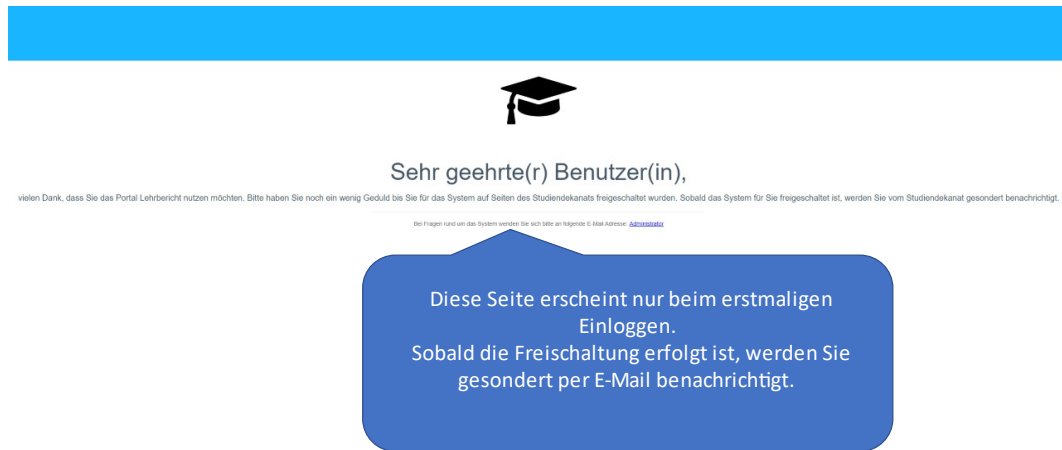 Sehr geehrte(r) Benutzer(in),
vielen Dank, dass Sie das Portal Lehrbericht nutzen möchten. Bitte haben Sie noch ein wenig Geduld bis Sie für das System auf Seiten des Studiendekanats freigeschaltet wurden. Sobald das System für Sie freigeschaltet ist, werden Sie vom Studiendekanat gesondert benachrichtigt.
Bei Fragen rund um das System wenden Sie sich bitte an folgende E-Mail Adresse: Administrator
Diese Seite erscheint nur beim erstmaligen
Einloggen.
Sobald die Freischaltung erfolgt ist, werden Sie
gesondert per E-Mail benachrichtigt.